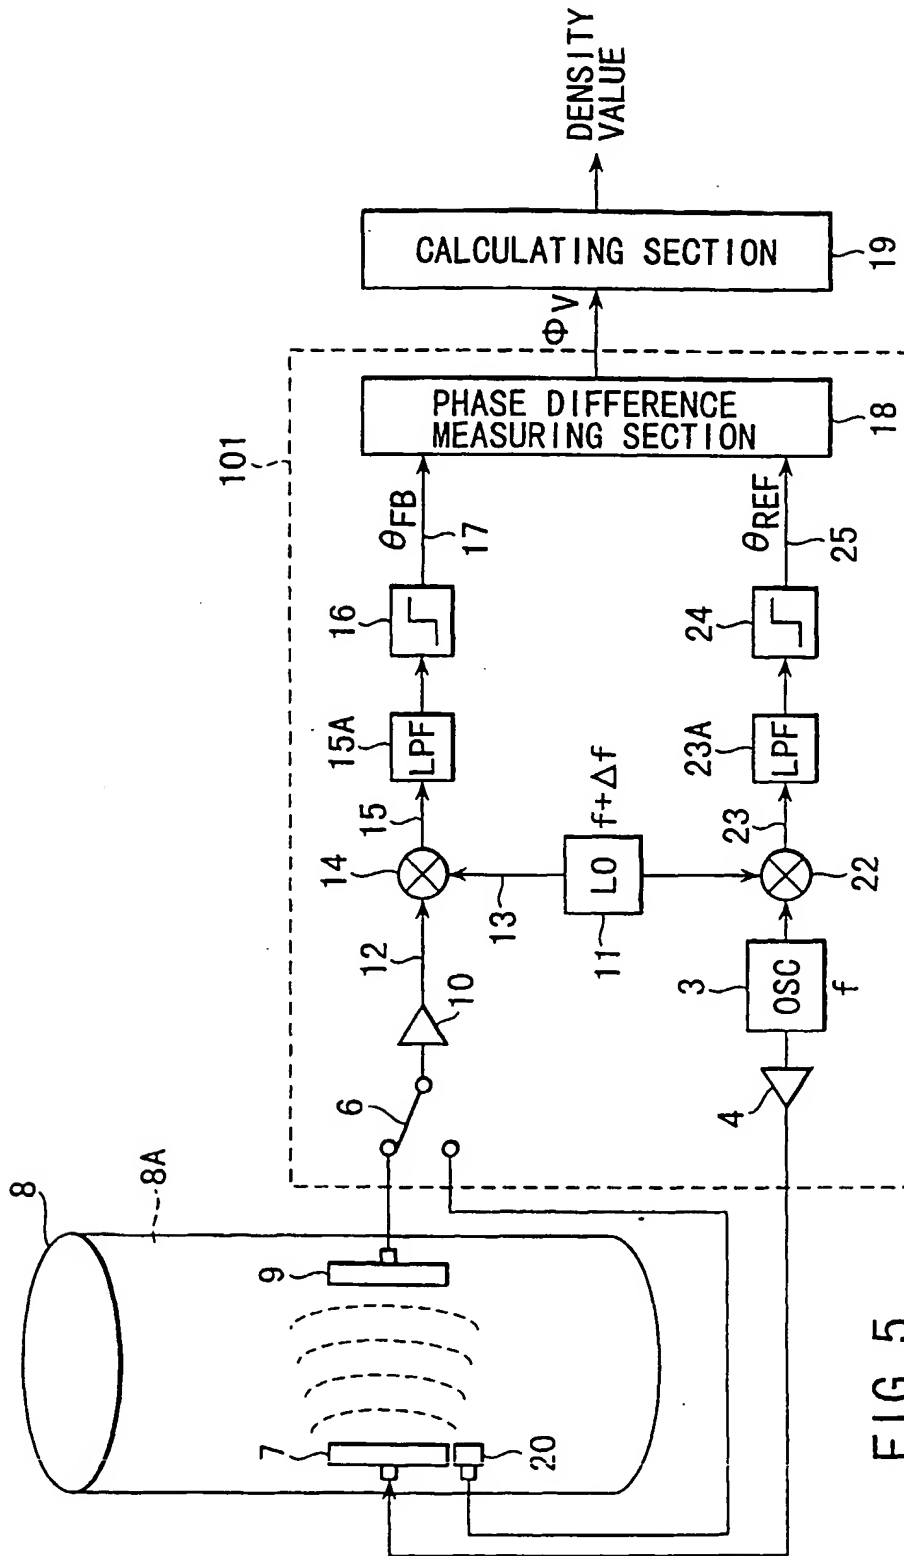 8
8A
101
7
9
20
6
10
12
14
15
15A
LPF
16
θFB
17
PHASE DIFFERENCE
MEASURING SECTION
18
ΦV
CALCULATING SECTION
19
DENSITY
VALUE
13
LO
f+Δf
11
4
3
OSC
f
22
23
23A
LPF
24
θREF
25
FIG. 5